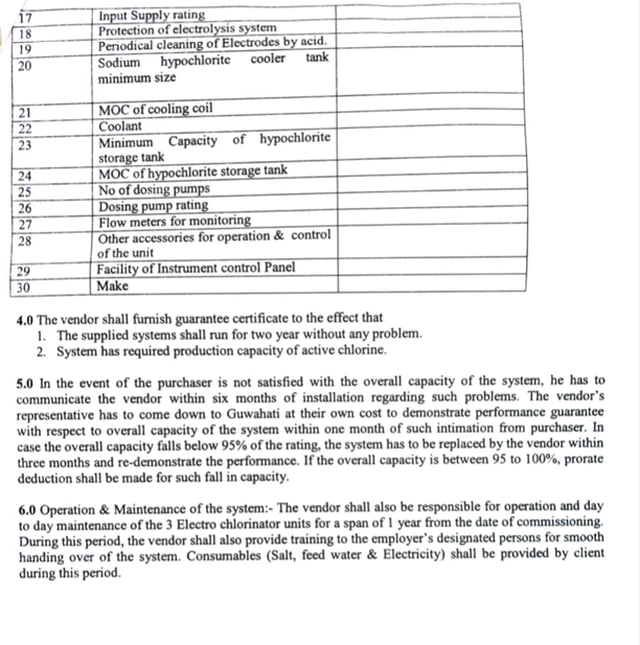 17 Input Supply rating
18 Protection of electrolysis system
19 Periodical cleaning of Electrodes by acid.
20 Sodium hypochlorite cooler tank
minimum size
21 MOC of cooling coil
22 Coolant
23 Minimum Capacity of hypochlorite
storage tank
24 MOC of hypochlorite storage tank
25 No of dosing pumps
26 Dosing pump rating
27 Flow meters for monitoring
28 Other accessories for operation & control
of the unit
29 Facility of Instrument control Panel
30 Make
4.0 The vendor shall furnish guarantee certificate to the effect that
1. The supplied systems shall run for two year without any problem.
2. System has required production capacity of active chlorine.
5.0 In the event of the purchaser is not satisfied with the overall capacity of the system, he has to
communicate the vendor within six months of installation regarding such problems. The vendor's
representative has to come down to Guwahati at their own cost to demonstrate performance guarantee
with respect to overall capacity of the system within one month of such intimation from purchaser. In
case the overall capacity falls below 95% of the rating, the system has to be replaced by the vendor within
three months and re-demonstrate the performance. If the overall capacity is between 95 to 100%, prorate
deduction shall be made for such fall in capacity.
6.0 Operation & Maintenance of the system:- The vendor shall also be responsible for operation and day
to day maintenance of the 3 Electro chlorinator units for a span of 1 year from the date of commissioning.
During this period, the vendor shall also provide training to the employer's designated persons for smooth
handing over of the system. Consumables (Salt, feed water & Electricity) shall be provided by client
during this period.